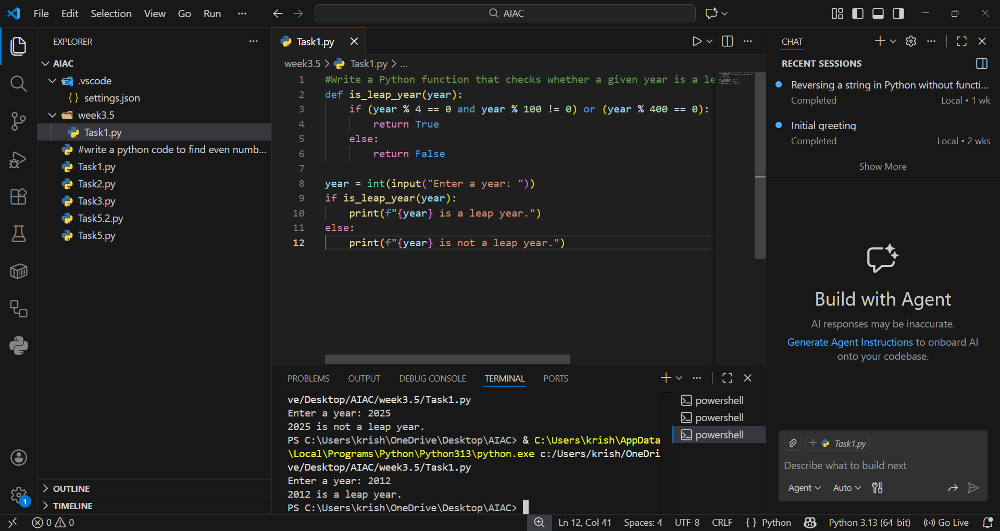 File Edit Selection View Go Run ··· AIAC
EXPLORER ···
AIAC
.vscode
{ } settings.json
week3.5
Task1.py
#write a python code to find even numb...
Task1.py
Task2.py
Task3.py
Task5.2.py
Task5.py
OUTLINE
TIMELINE
Task1.py
week3.5 > Task1.py > ...
1 #Write a Python function that checks whether a given year is a le
2 def is_leap_year(year):
3 if (year % 4 == 0 and year % 100 != 0) or (year % 400 == 0):
4 return True
5 else:
6 return False
7
8 year = int(input("Enter a year: "))
9 if is_leap_year(year):
10 print(f"{year} is a leap year.")
11 else:
12 print(f"{year} is not a leap year.")
PROBLEMS OUTPUT DEBUG CONSOLE TERMINAL PORTS
ve/Desktop/AIAC/week3.5/Task1.py
Enter a year: 2025
2025 is not a leap year.
PS C:\Users\krish\OneDrive\Desktop\AIAC> & C:\Users\krish\AppData
\Local\Programs\Python\Python313\python.exe c:/Users/krish/OneDri
ve/Desktop/AIAC/week3.5/Task1.py
Enter a year: 2012
2012 is a leap year.
PS C:\Users\krish\OneDrive\Desktop\AIAC>
powershell
powershell
powershell
CHAT
RECENT SESSIONS
Reversing a string in Python without functi...
Completed Local • 1 wk
Initial greeting
Completed Local • 2 wks
Show More
Build with Agent
AI responses may be inaccurate.
Generate Agent Instructions to onboard AI
onto your codebase.
Task1.py
Describe what to build next
Agent Auto
1
0 0 Ln 12, Col 41 Spaces: 4 UTF-8 CRLF { } Python Python 3.13 (64-bit) Go Live